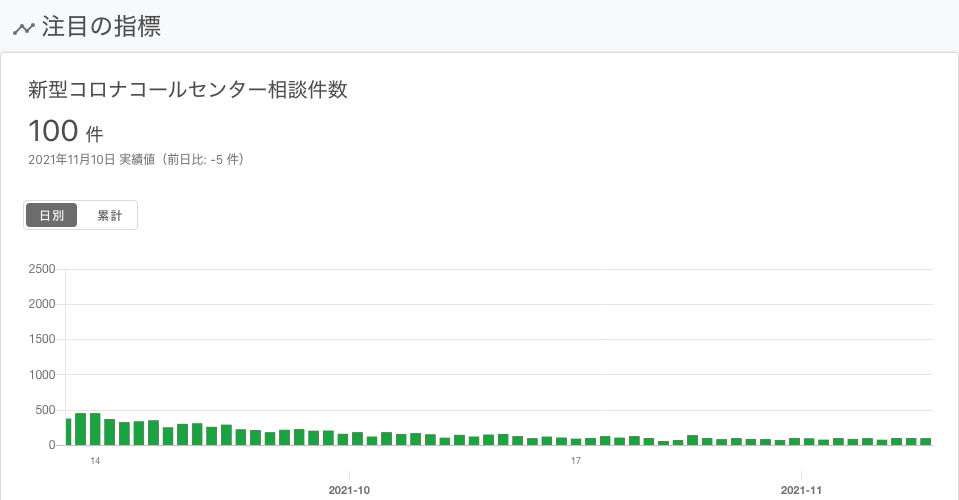 注目の指標
新型コロナコールセンター相談件数
100 件
2021年11月10日 実績値（前日比: -5 件）
日別 累計
2500
2000
1500
1000
500
0
14 17
2021-10 2021-11